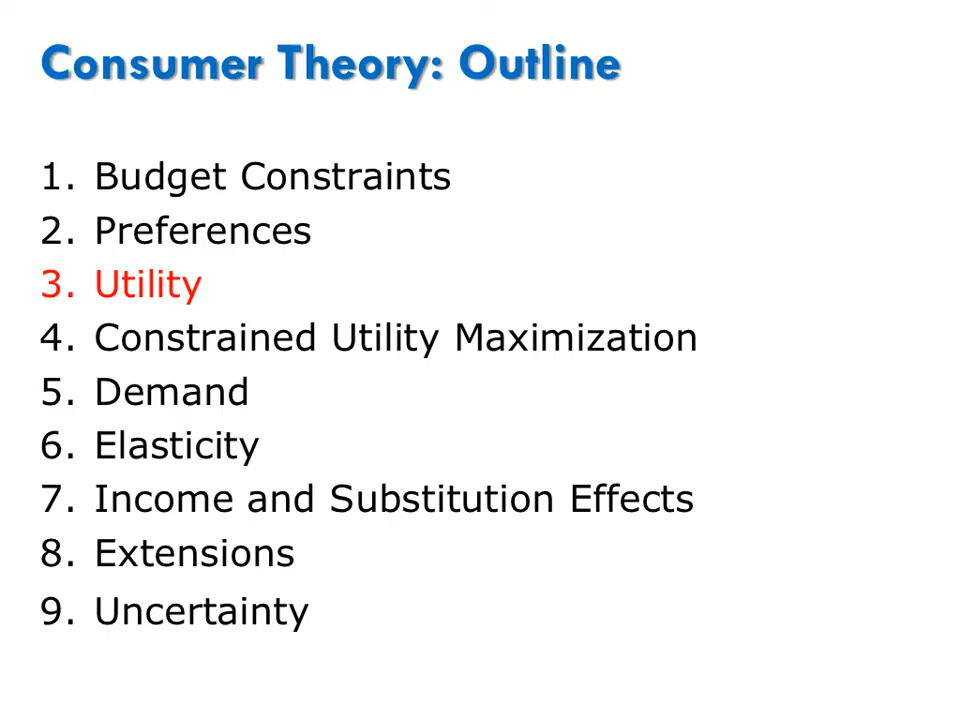 Consumer Theory: Outline
1. Budget Constraints
2. Preferences
3. Utility
4. Constrained Utility Maximization
5. Demand
6. Elasticity
7. Income and Substitution Effects
8. Extensions
9. Uncertainty